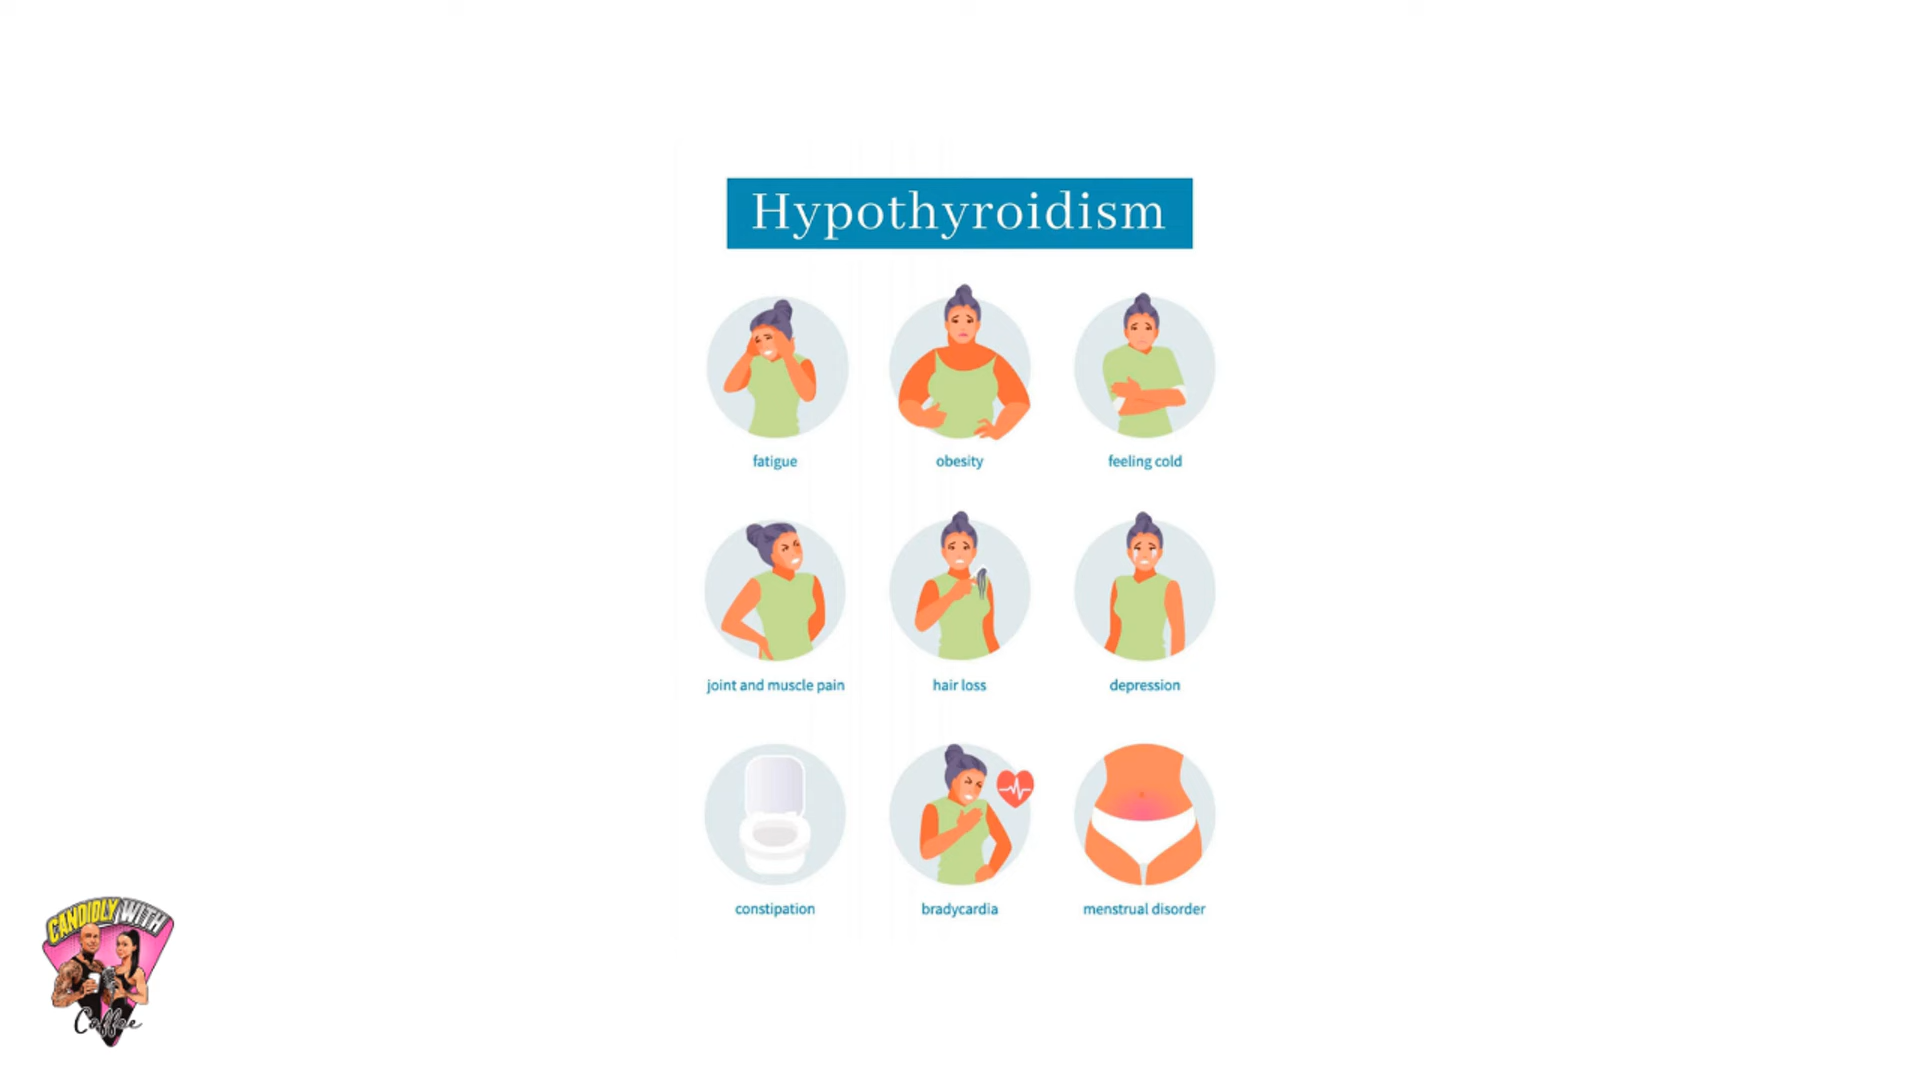 Hypothyroidism
fatigue
obesity
feeling cold
joint and muscle pain
hair loss
depression
constipation
bradycardia
menstrual disorder
CANDIDLY WITH
Coffee